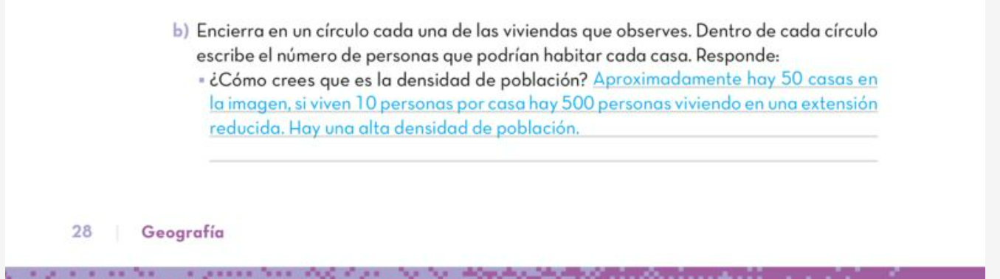 b) Encierra en un círculo cada una de las viviendas que observes. Dentro de cada círculo
escribe el número de personas que podrían habitar cada casa. Responde:
▪ ¿Cómo crees que es la densidad de población? Aproximadamente hay 50 casas en
la imagen, si viven 10 personas por casa hay 500 personas viviendo en una extensión
reducida. Hay una alta densidad de población.
28 | Geografía